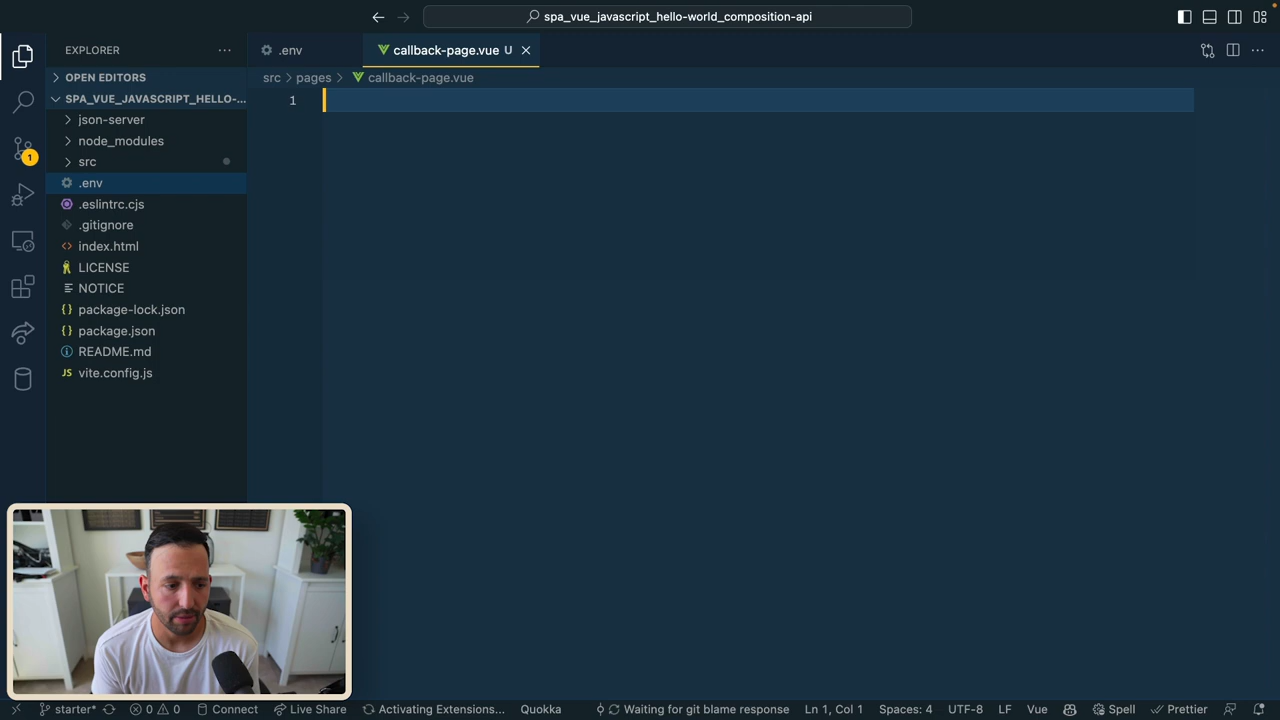 spa_vue_javascript_hello-world_composition-api
EXPLORER
.env
callback-page.vue U
OPEN EDITORS
src > pages > callback-page.vue
SPA_VUE_JAVASCRIPT_HELLO-...
1
json-server
node_modules
src
.env
.eslintrc.cjs
.gitignore
index.html
LICENSE
NOTICE
package-lock.json
package.json
README.md
JS vite.config.js
1
starter* 0 0 Connect Live Share Activating Extensions... Quokka Waiting for git blame response Ln 1, Col 1 Spaces: 4 UTF-8 LF Vue Spell Prettier